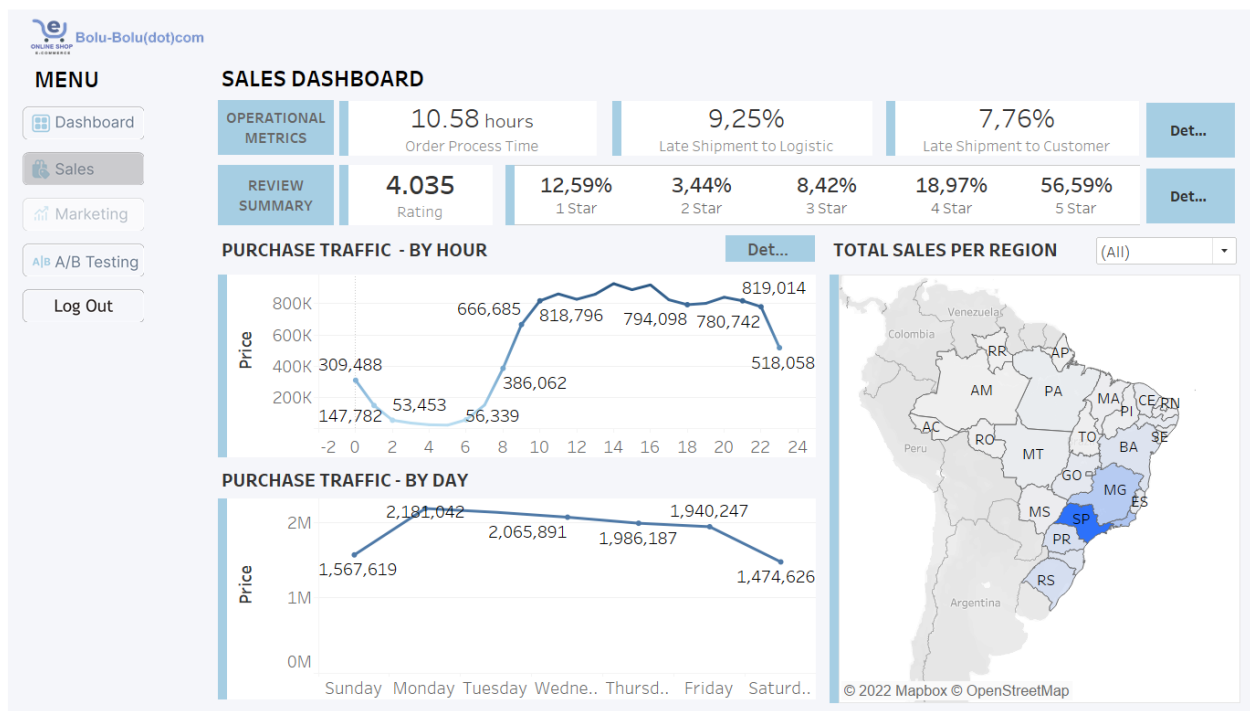 Bolu-Bolu(dot)com
ONLINE SHOP
E-COMMERCE
MENU
Dashboard
Sales
Marketing
A|B A/B Testing
Log Out
SALES DASHBOARD
OPERATIONAL
METRICS
10.58 hours
Order Process Time
9,25%
Late Shipment to Logistic
7,76%
Late Shipment to Customer
Det...
REVIEW
SUMMARY
4.035
Rating
12,59%
1 Star
3,44%
2 Star
8,42%
3 Star
18,97%
4 Star
56,59%
5 Star
Det...
PURCHASE TRAFFIC - BY HOUR
Det...
Price
800K
600K
400K
200K
309,488
147,782
53,453
56,339
386,062
666,685
818,796
794,098
780,742
819,014
518,058
-2 0 2 4 6 8 10 12 14 16 18 20 22 24
PURCHASE TRAFFIC - BY DAY
Price
2M
1M
0M
1,567,619
2,181,042
2,065,891
1,986,187
1,940,247
1,474,626
Sunday Monday Tuesday Wedne.. Thursd.. Friday Saturd..
TOTAL SALES PER REGION
(All)
Venezuela
Colombia
RR
AP
AM
PA
MA
CE
RN
PI
AC
RO
TO
SE
Peru
MT
BA
GO
MG
MS
ES
SP
PR
RS
Argentina
© 2022 Mapbox © OpenStreetMap